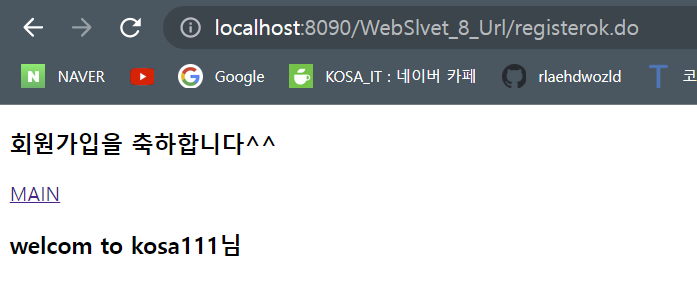 localhost:8090/WebSlvet_8_Url/registerok.do
N NAVER Google KOSA_IT : 네이버 카페 rlaehdwozld T 코
회원가입을 축하합니다^^
MAIN
welcom to kosa111님